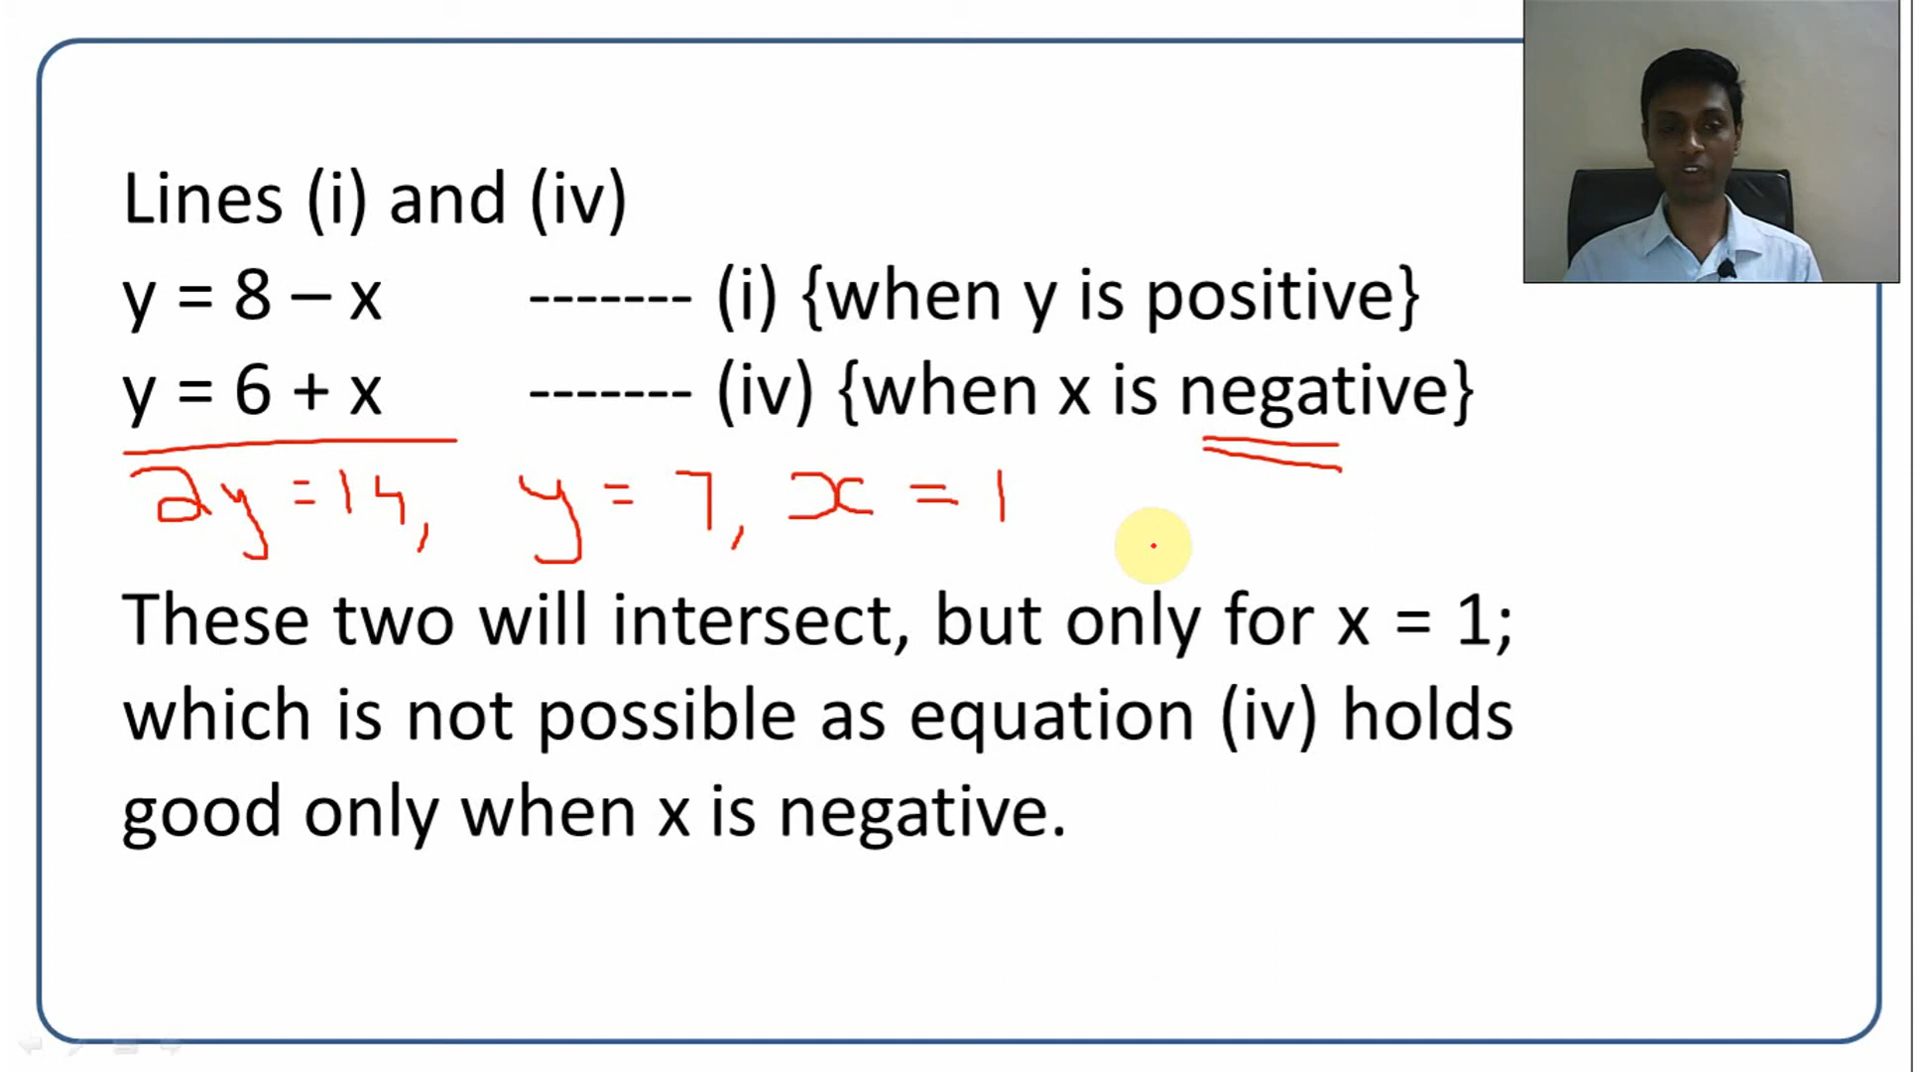 Lines (i) and (iv)
y = 8 – x ------- (i) {when y is positive}
y = 6 + x ------- (iv) {when x is negative}
2y = 14, y = 7, x = 1
These two will intersect, but only for x = 1;
which is not possible as equation (iv) holds
good only when x is negative.